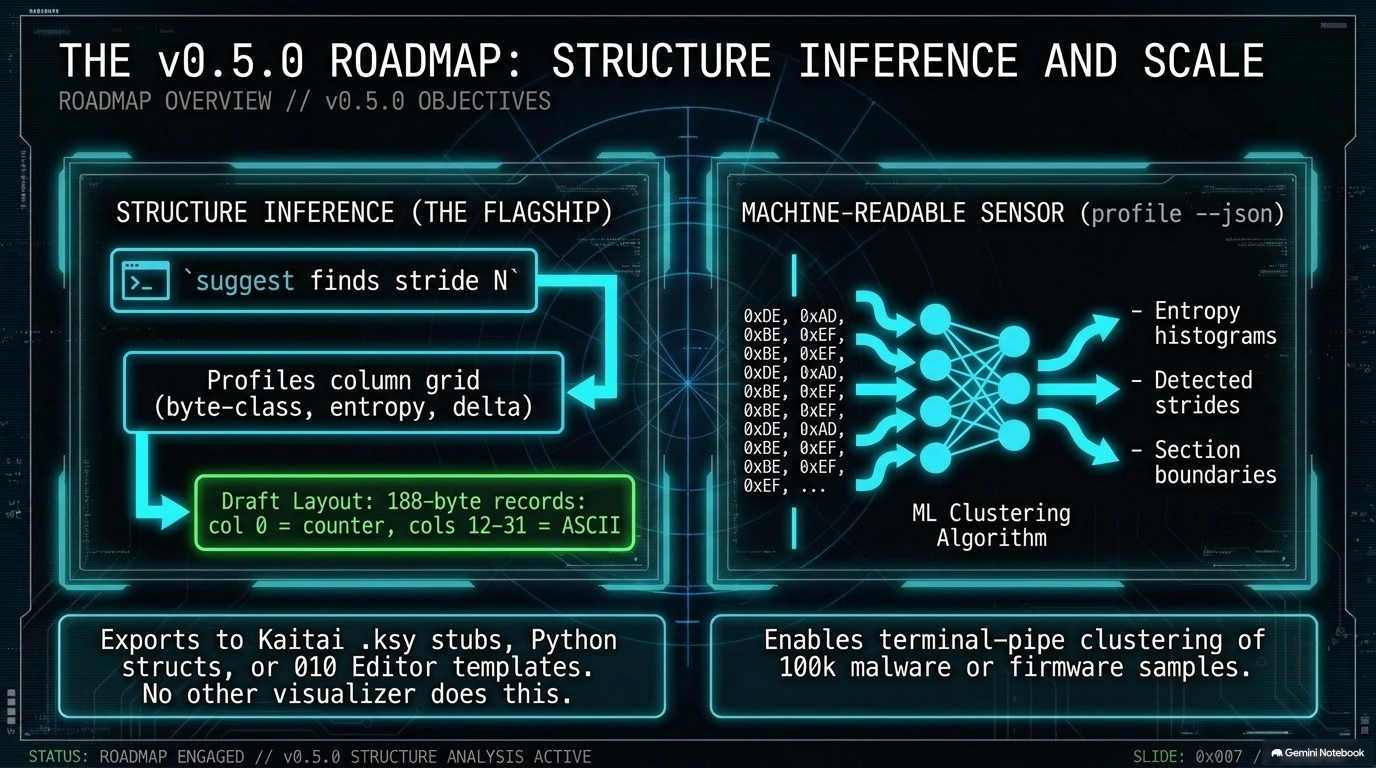 THE v0.5.0 ROADMAP: STRUCTURE INFERENCE AND SCALE
ROADMAP OVERVIEW // v0.5.0 OBJECTIVES
STRUCTURE INFERENCE (THE FLAGSHIP)
`suggest finds stride N`
Profiles column grid
(byte-class, entropy, delta)
Draft Layout: 188-byte records:
col 0 = counter, cols 12-31 = ASCII
Exports to Kaitai .ksy stubs, Python
structs, or 010 Editor templates.
No other visualizer does this.
MACHINE-READABLE SENSOR (profile --json)
0xDE, 0xAD,
0xBE, 0xEF,
0xBE, 0xEF,
0xDE, 0xAD,
0xBE, 0xEF,
0xBE, 0xEF,
0xDE, 0xAD,
0xBE, 0xEF,
0xBE, 0xEF,
0xEF, ...
ML Clustering
Algorithm
- Entropy
histograms
- Detected
strides
- Section
boundaries
Enables terminal-pipe clustering of
100k malware or firmware samples.
STATUS: ROADMAP ENGAGED // v0.5.0 STRUCTURE ANALYSIS ACTIVE
SLIDE: 0x007 /
Gemini Notebook